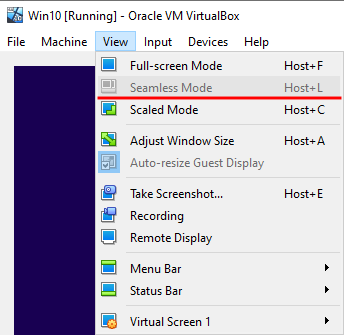 Win10 [Running] - Oracle VM VirtualBox
File Machine View Input Devices Help
Full-screen Mode Host+F
Seamless Mode Host+L
Scaled Mode Host+C
Adjust Window Size Host+A
Auto-resize Guest Display
Take Screenshot... Host+E
Recording
Remote Display
Menu Bar
Status Bar
Virtual Screen 1